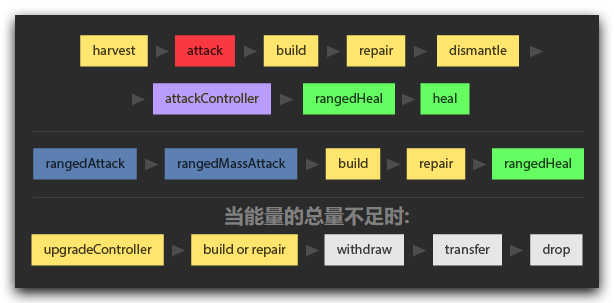 harvest attack build repair dismantle
attackController rangedHeal heal
rangedAttack rangedMassAttack build repair rangedHeal
当能量的总量不足时:
upgradeController build or repair withdraw transfer drop